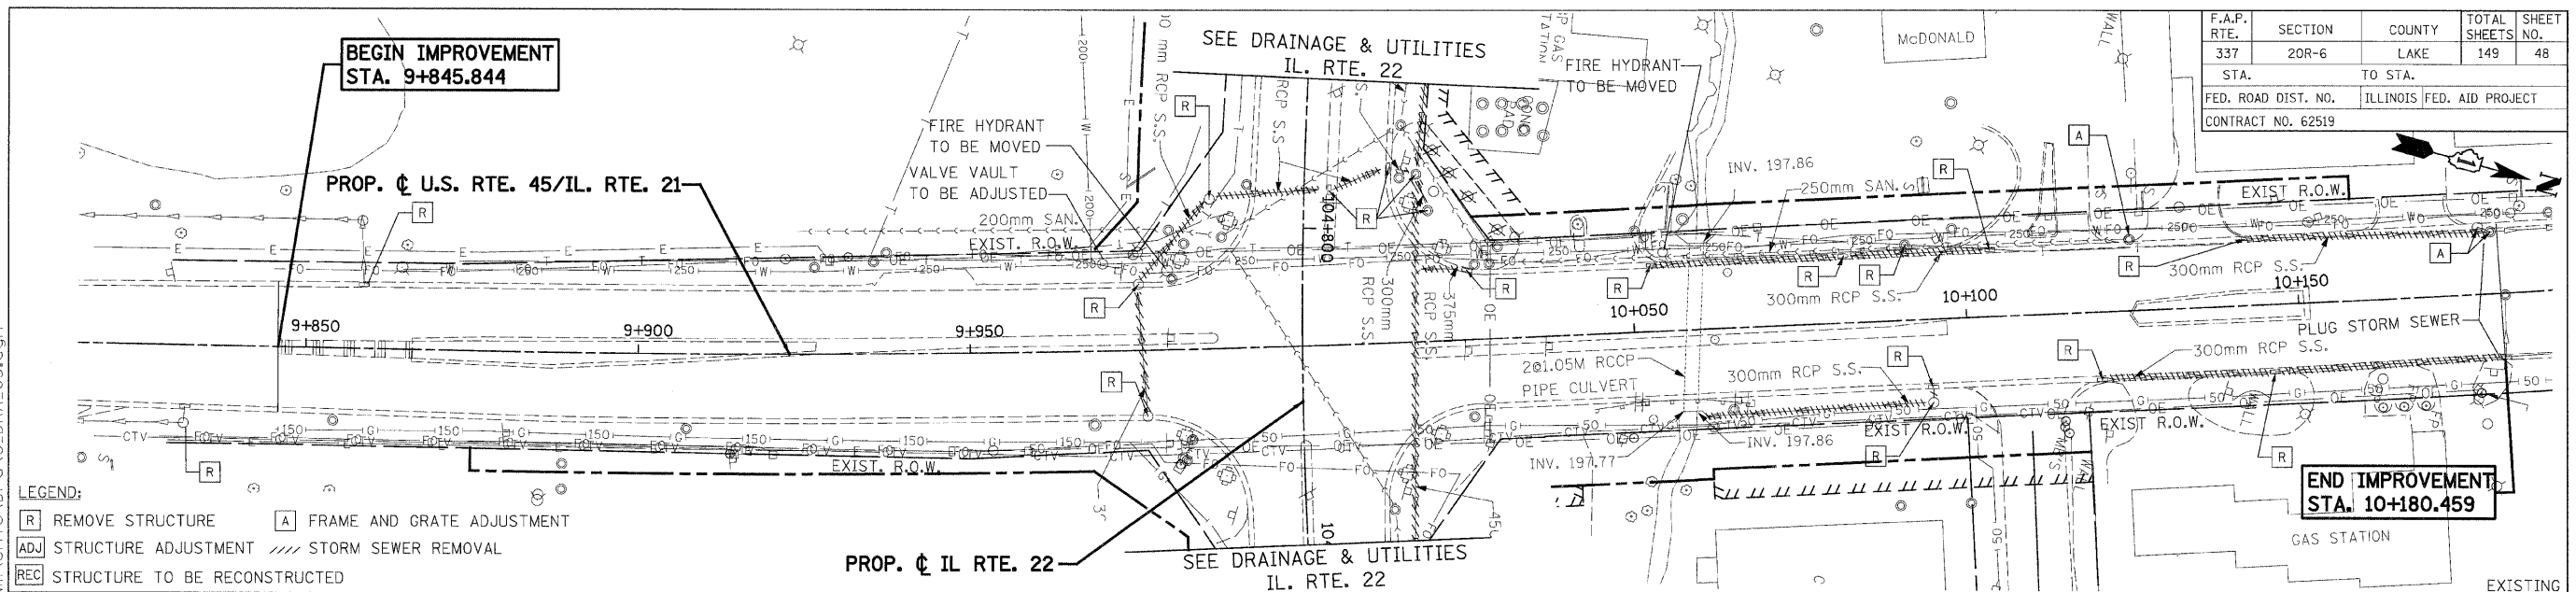 BEGIN IMPROVEMENT
STA. 9+845.844
PROP. ℄ U.S. RTE. 45/IL. RTE. 21
FIRE HYDRANT
TO BE MOVED
VALVE VAULT
TO BE ADJUSTED
200mm SAN.
EXIST. R.O.W.
SEE DRAINAGE & UTILITIES
IL. RTE. 22
FIRE HYDRANT
TO BE MOVED
McDONALD
WALL
F.A.P. RTE.
SECTION
COUNTY
TOTAL SHEETS
SHEET NO.
337
20R-6
LAKE
149
48
STA.
TO STA.
FED. ROAD DIST. NO.
ILLINOIS
FED. AID PROJECT
CONTRACT NO. 62519
INV. 197.86
250mm SAN.
EXIST R.O.W.
RCP S.S.
10+800
300mm
RCP S.S.
375mm
RCP S.S.
300mm RCP S.S.
300mm RCP S.S.
9+850
9+900
9+950
10+050
10+100
10+150
PLUG STORM SEWER
300mm RCP S.S.
2@1.05M RCCP
PIPE CULVERT
300mm RCP S.S.
INV. 197.86
INV. 197.77
EXIST R.O.W.
EXIST R.O.W.
EXIST. R.O.W.
WALL
WALL
END IMPROVEMENT
STA. 10+180.459
GAS STATION
PROP. ℄ IL RTE. 22
SEE DRAINAGE & UTILITIES
IL. RTE. 22
LEGEND:
R REMOVE STRUCTURE
A FRAME AND GRATE ADJUSTMENT
ADJ STRUCTURE ADJUSTMENT
//// STORM SEWER REMOVAL
REC STRUCTURE TO BE RECONSTRUCTED
EXISTING